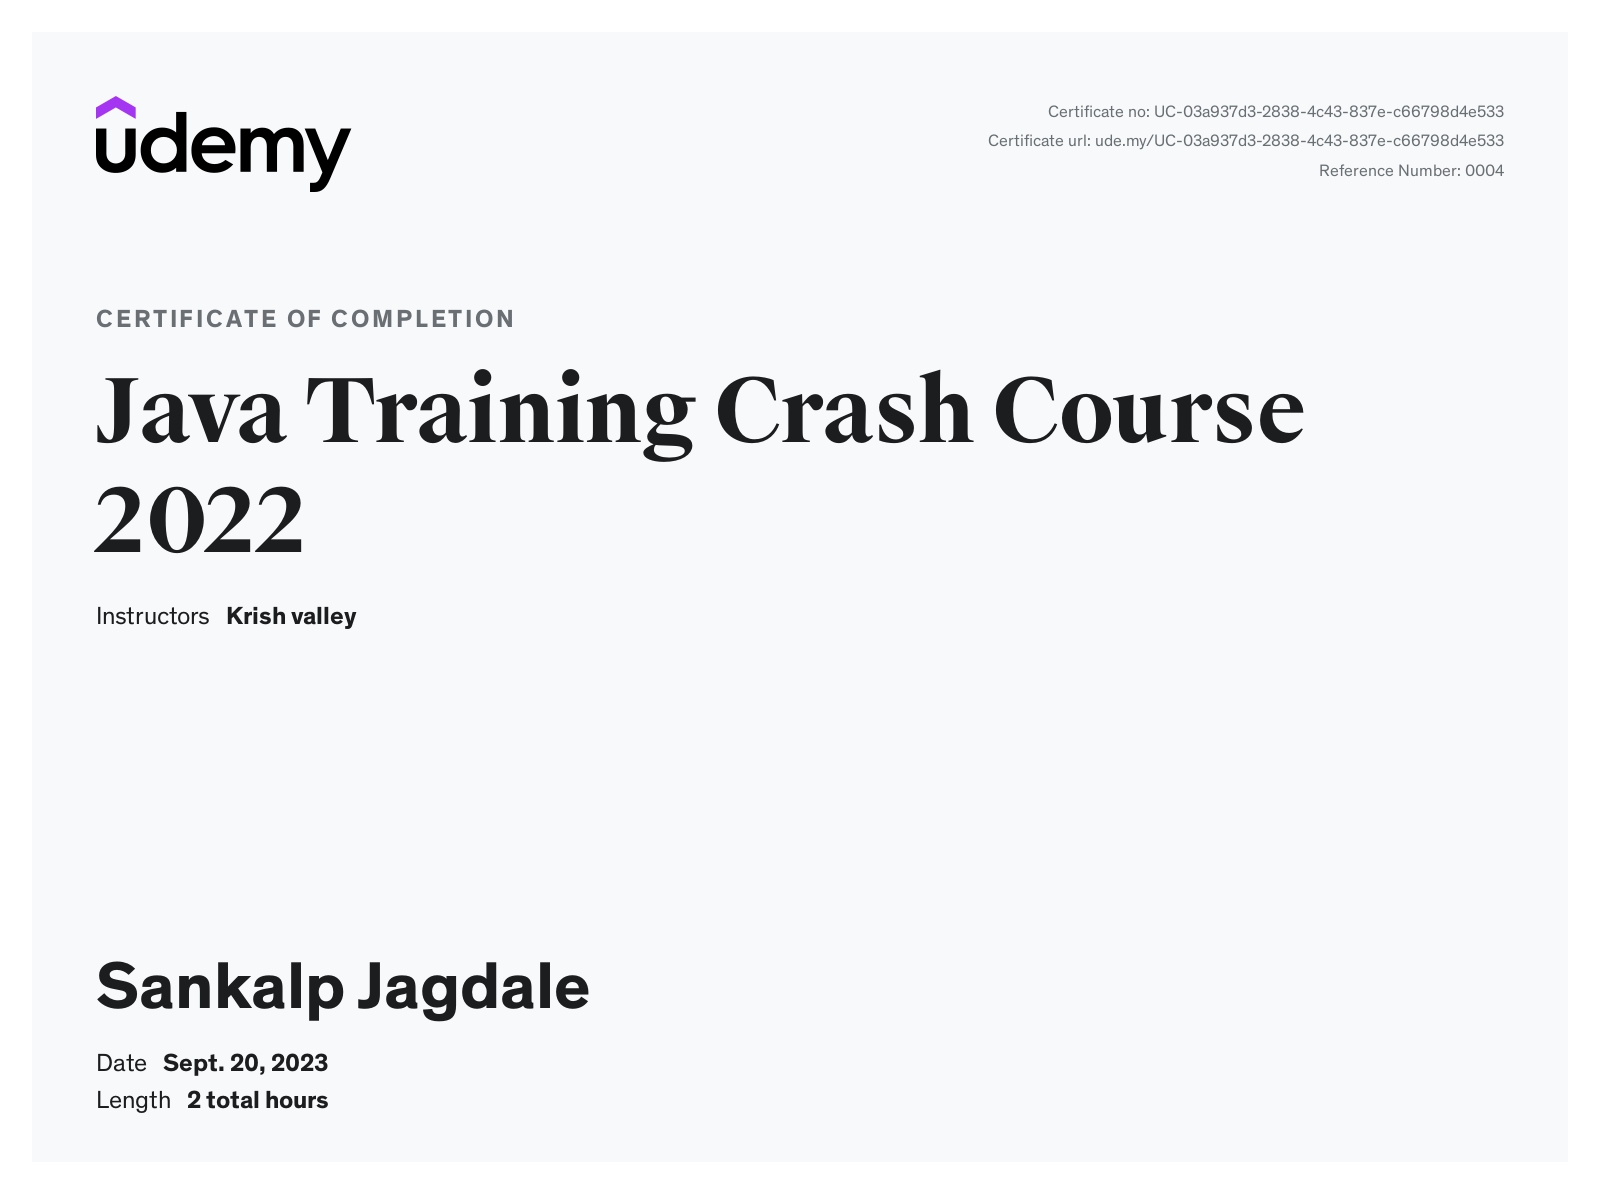 udemy
Certificate no: UC-03a937d3-2838-4c43-837e-c66798d4e533
Certificate url: ude.my/UC-03a937d3-2838-4c43-837e-c66798d4e533
Reference Number: 0004
CERTIFICATE OF COMPLETION
Java Training Crash Course
2022
Instructors Krish valley
Sankalp Jagdale
Date Sept. 20, 2023
Length 2 total hours